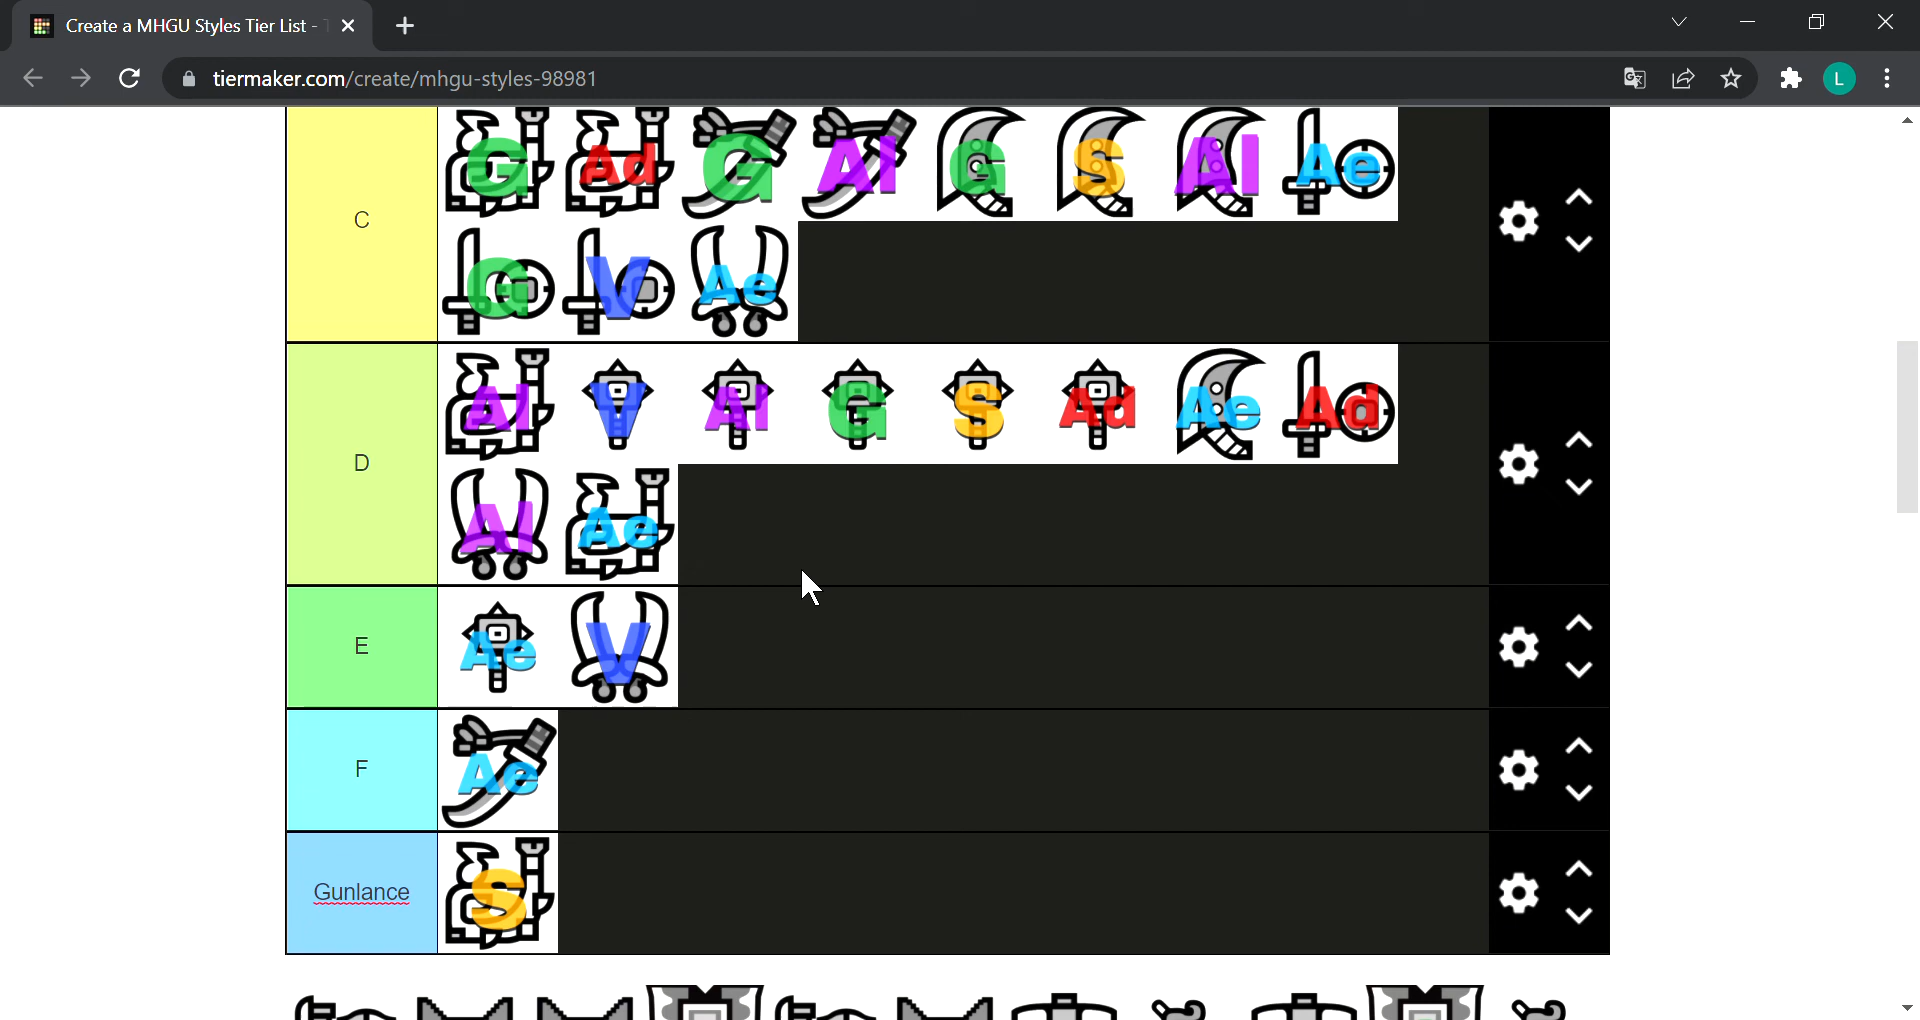 Create a MHGU Styles Tier List -
tiermaker.com/create/mhgu-styles-98981
L
C
G Ad G Al G S Al Ae
G V Ae
D
Al V Al G S Ad Ae Ad
Al Ae
E
Ae V
F
Ae
Gunlance
S